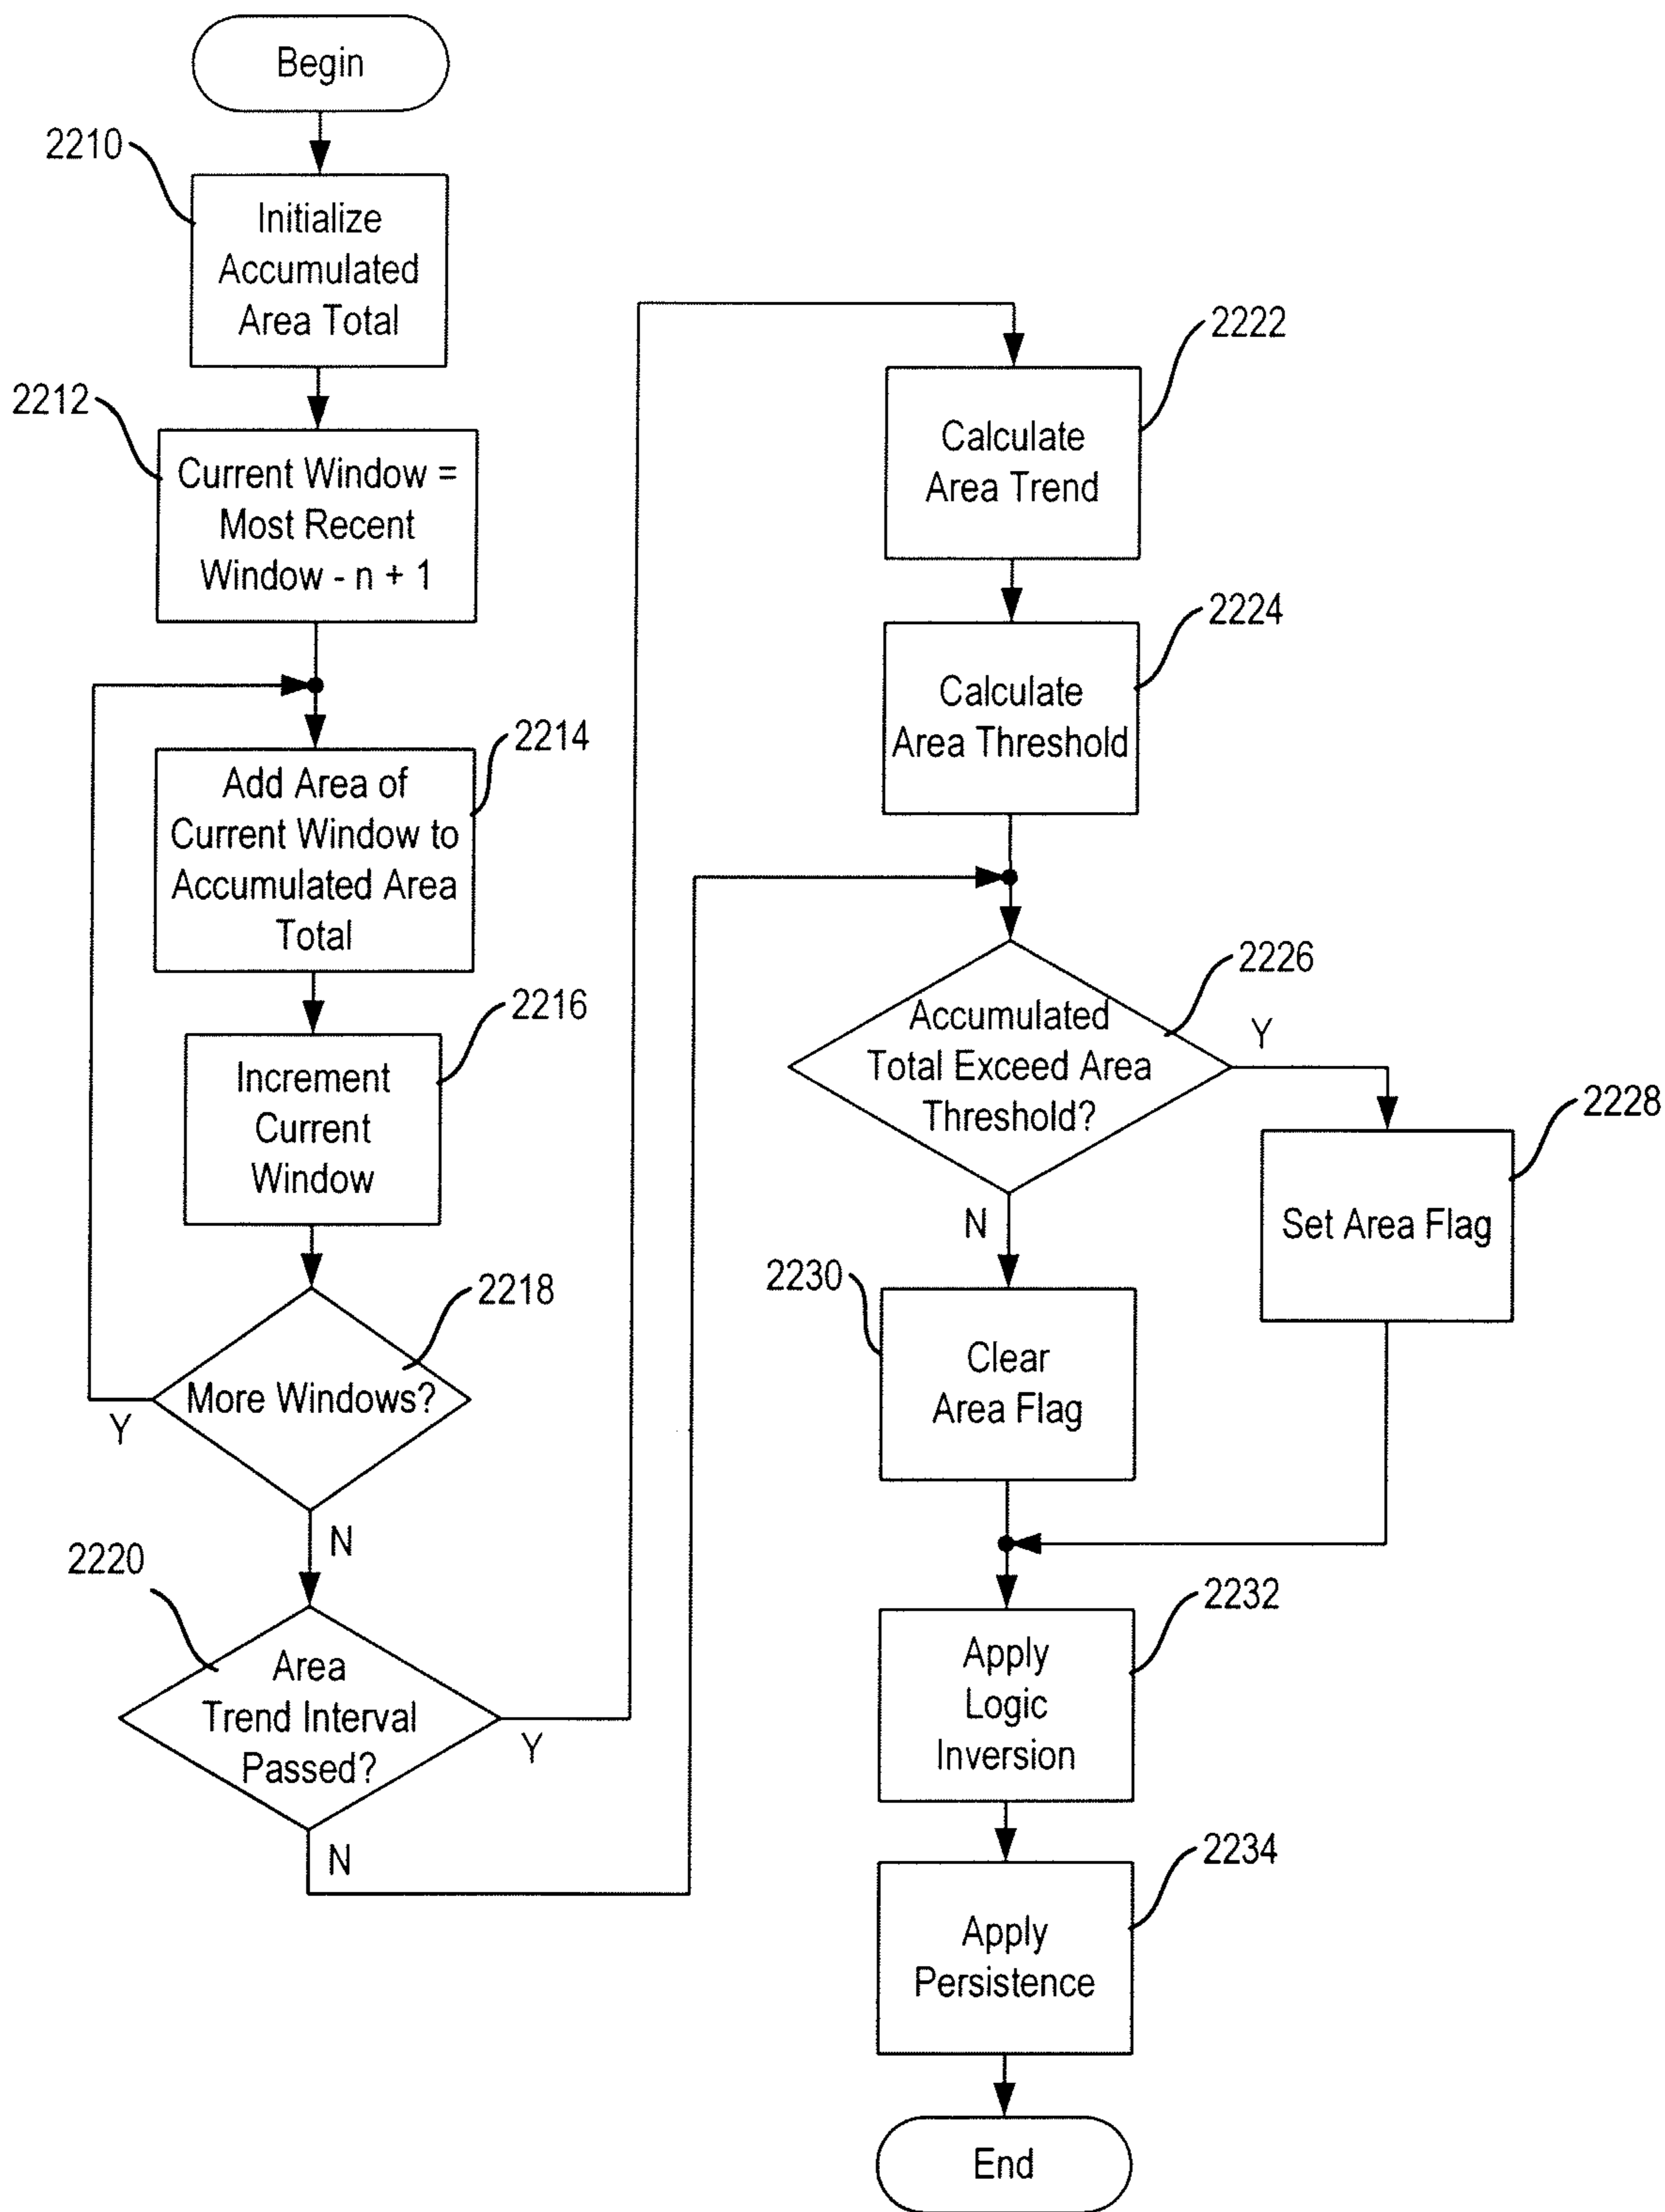 Begin
2210
Initialize
Accumulated
Area Total
2212
Current Window =
Most Recent
Window - n + 1
2214
Add Area of
Current Window to
Accumulated Area
Total
2216
Increment
Current
Window
2218
More Windows?
Y
N
2220
Area
Trend Interval
Passed?
Y
N
2222
Calculate
Area Trend
2224
Calculate
Area Threshold
2226
Accumulated
Total Exceed Area
Threshold?
Y
N
2228
Set Area Flag
2230
Clear
Area Flag
2232
Apply
Logic
Inversion
2234
Apply
Persistence
End